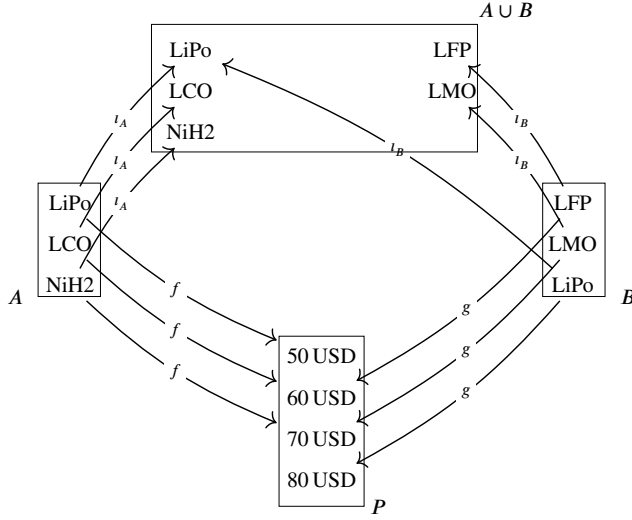 A ∪ B
LiPo LFP
LCO LMO
NiH2
ι_A ι_B
ι_A ι_B
ι_B
ι_A
LiPo LFP
LCO LMO
NiH2 LiPo
A B
f g
f g
f g
50 USD
60 USD
70 USD
80 USD
P